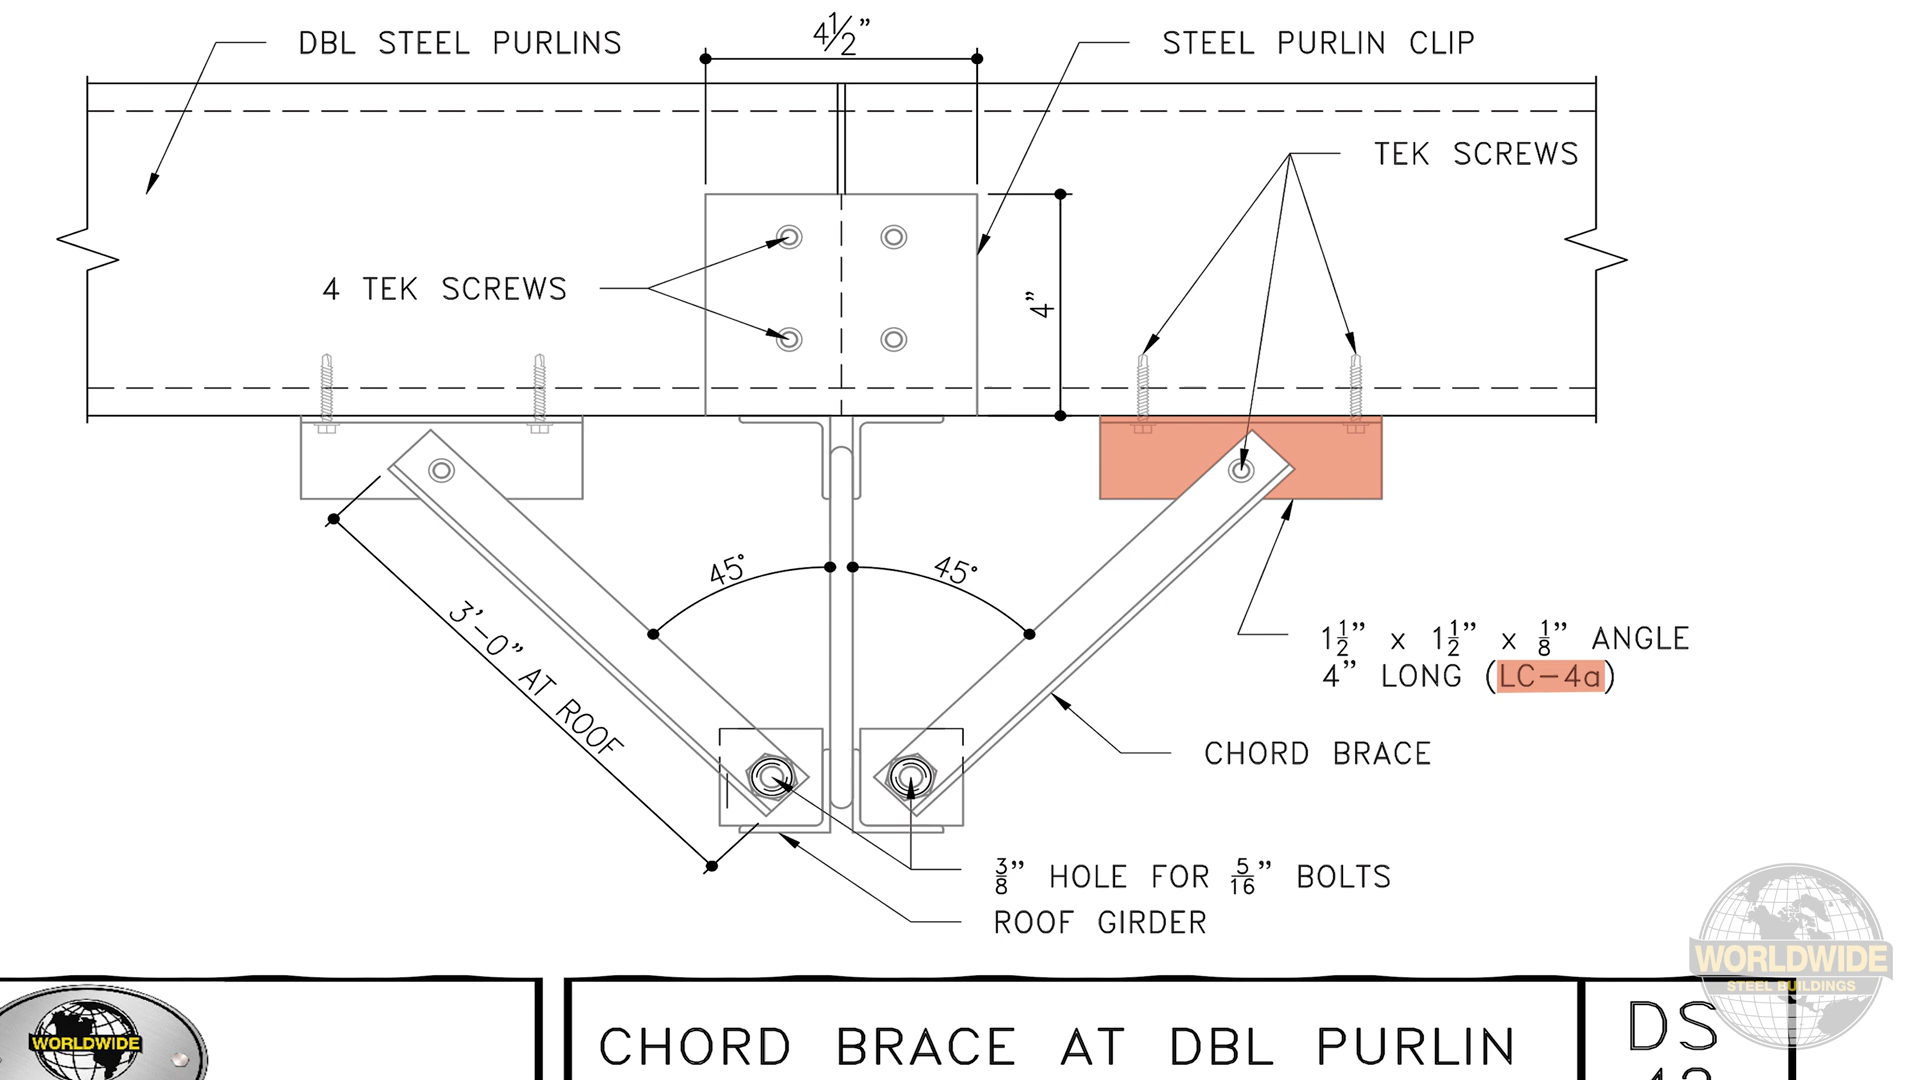 DBL STEEL PURLINS
4½”
STEEL PURLIN CLIP
TEK SCREWS
4 TEK SCREWS
4”
45°
45°
3’-0” AT ROOF
1½” x 1½” x ⅛” ANGLE
4” LONG (LC-4a)
CHORD BRACE
⅜” HOLE FOR 5/16” BOLTS
ROOF GIRDER
WORLDWIDE
STEEL BUILDINGS
WORLDWIDE
CHORD BRACE AT DBL PURLIN
DS